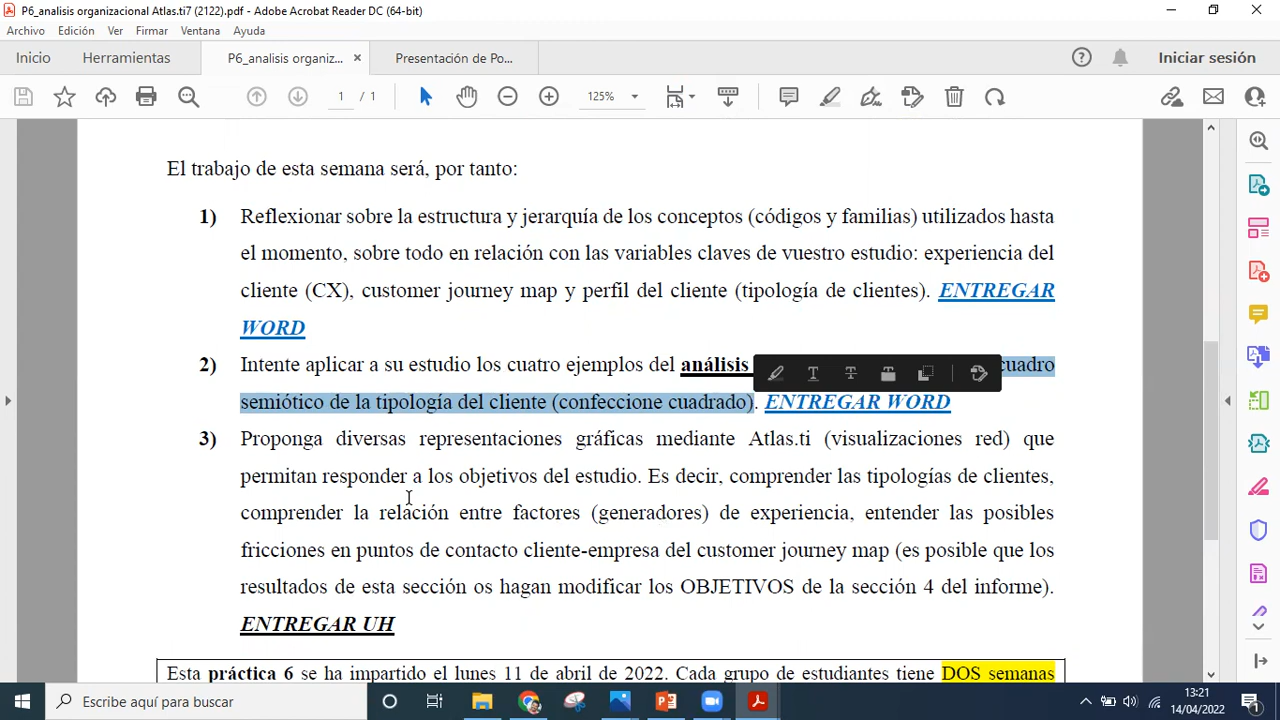 P6_analisis organizacional Atlas.ti7 (2122).pdf - Adobe Acrobat Reader DC (64-bit)
Archivo Edición Ver Firmar Ventana Ayuda
Inicio Herramientas P6_analisis organiz... × Presentación de Po... Iniciar sesión
1 / 1 125%
El trabajo de esta semana será, por tanto:
1) Reflexionar sobre la estructura y jerarquía de los conceptos (códigos y familias) utilizados hasta
el momento, sobre todo en relación con las variables claves de vuestro estudio: experiencia del
cliente (CX), customer journey map y perfil del cliente (tipología de clientes). ENTREGAR
WORD
2) Intente aplicar a su estudio los cuatro ejemplos del análisis cuadro
semiótico de la tipología del cliente (confeccione cuadrado). ENTREGAR WORD
3) Proponga diversas representaciones gráficas mediante Atlas.ti (visualizaciones red) que
permitan responder a los objetivos del estudio. Es decir, comprender las tipologías de clientes,
comprender la relación entre factores (generadores) de experiencia, entender las posibles
fricciones en puntos de contacto cliente-empresa del customer journey map (es posible que los
resultados de esta sección os hagan modificar los OBJETIVOS de la sección 4 del informe).
ENTREGAR UH
Esta práctica 6 se ha impartido el lunes 11 de abril de 2022. Cada grupo de estudiantes tiene DOS semanas
Escribe aquí para buscar
13:21
14/04/2022
1